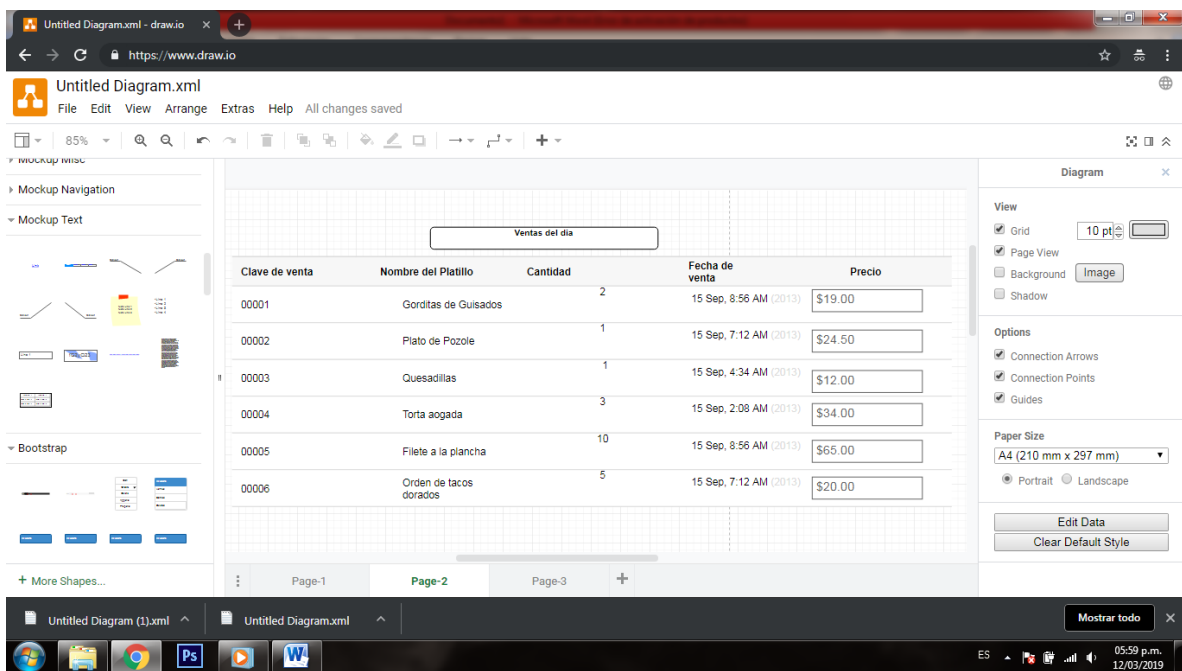 Untitled Diagram.xml - draw.io
https://www.draw.io
Untitled Diagram.xml
File Edit View Arrange Extras Help All changes saved
85%
Mockup Misc
Mockup Navigation
Mockup Text
Bootstrap
+ More Shapes...
Ventas del dia
Clave de venta Nombre del Platillo Cantidad Fecha de venta Precio
00001 Gorditas de Guisados 2 15 Sep, 8:56 AM (2013) $19.00
00002 Plato de Pozole 1 15 Sep, 7:12 AM (2013) $24.50
00003 Quesadillas 1 15 Sep, 4:34 AM (2013) $12.00
00004 Torta aogada 3 15 Sep, 2:08 AM (2013) $34.00
00005 Filete a la plancha 10 15 Sep, 8:56 AM (2013) $65.00
00006 Orden de tacos dorados 5 15 Sep, 7:12 AM (2013) $20.00
Page-1 Page-2 Page-3
Diagram
View
Grid 10 pt
Page View
Background Image
Shadow
Options
Connection Arrows
Connection Points
Guides
Paper Size
A4 (210 mm x 297 mm)
Portrait Landscape
Edit Data
Clear Default Style
Untitled Diagram (1).xml Untitled Diagram.xml Mostrar todo
Ps W ES 05:59 p.m.
12/03/2019